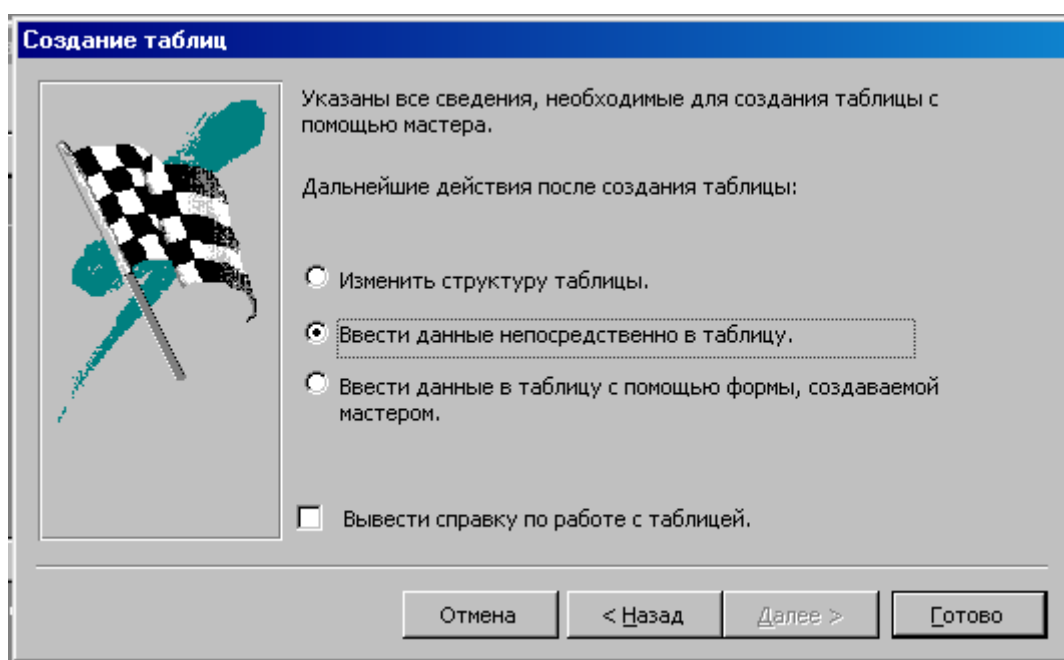 Создание таблиц
Указаны все сведения, необходимые для создания таблицы с
помощью мастера.
Дальнейшие действия после создания таблицы:
Изменить структуру таблицы.
Ввести данные непосредственно в таблицу.
Ввести данные в таблицу с помощью формы, создаваемой
мастером.
Вывести справку по работе с таблицей.
Отмена < Назад Далее > Готово